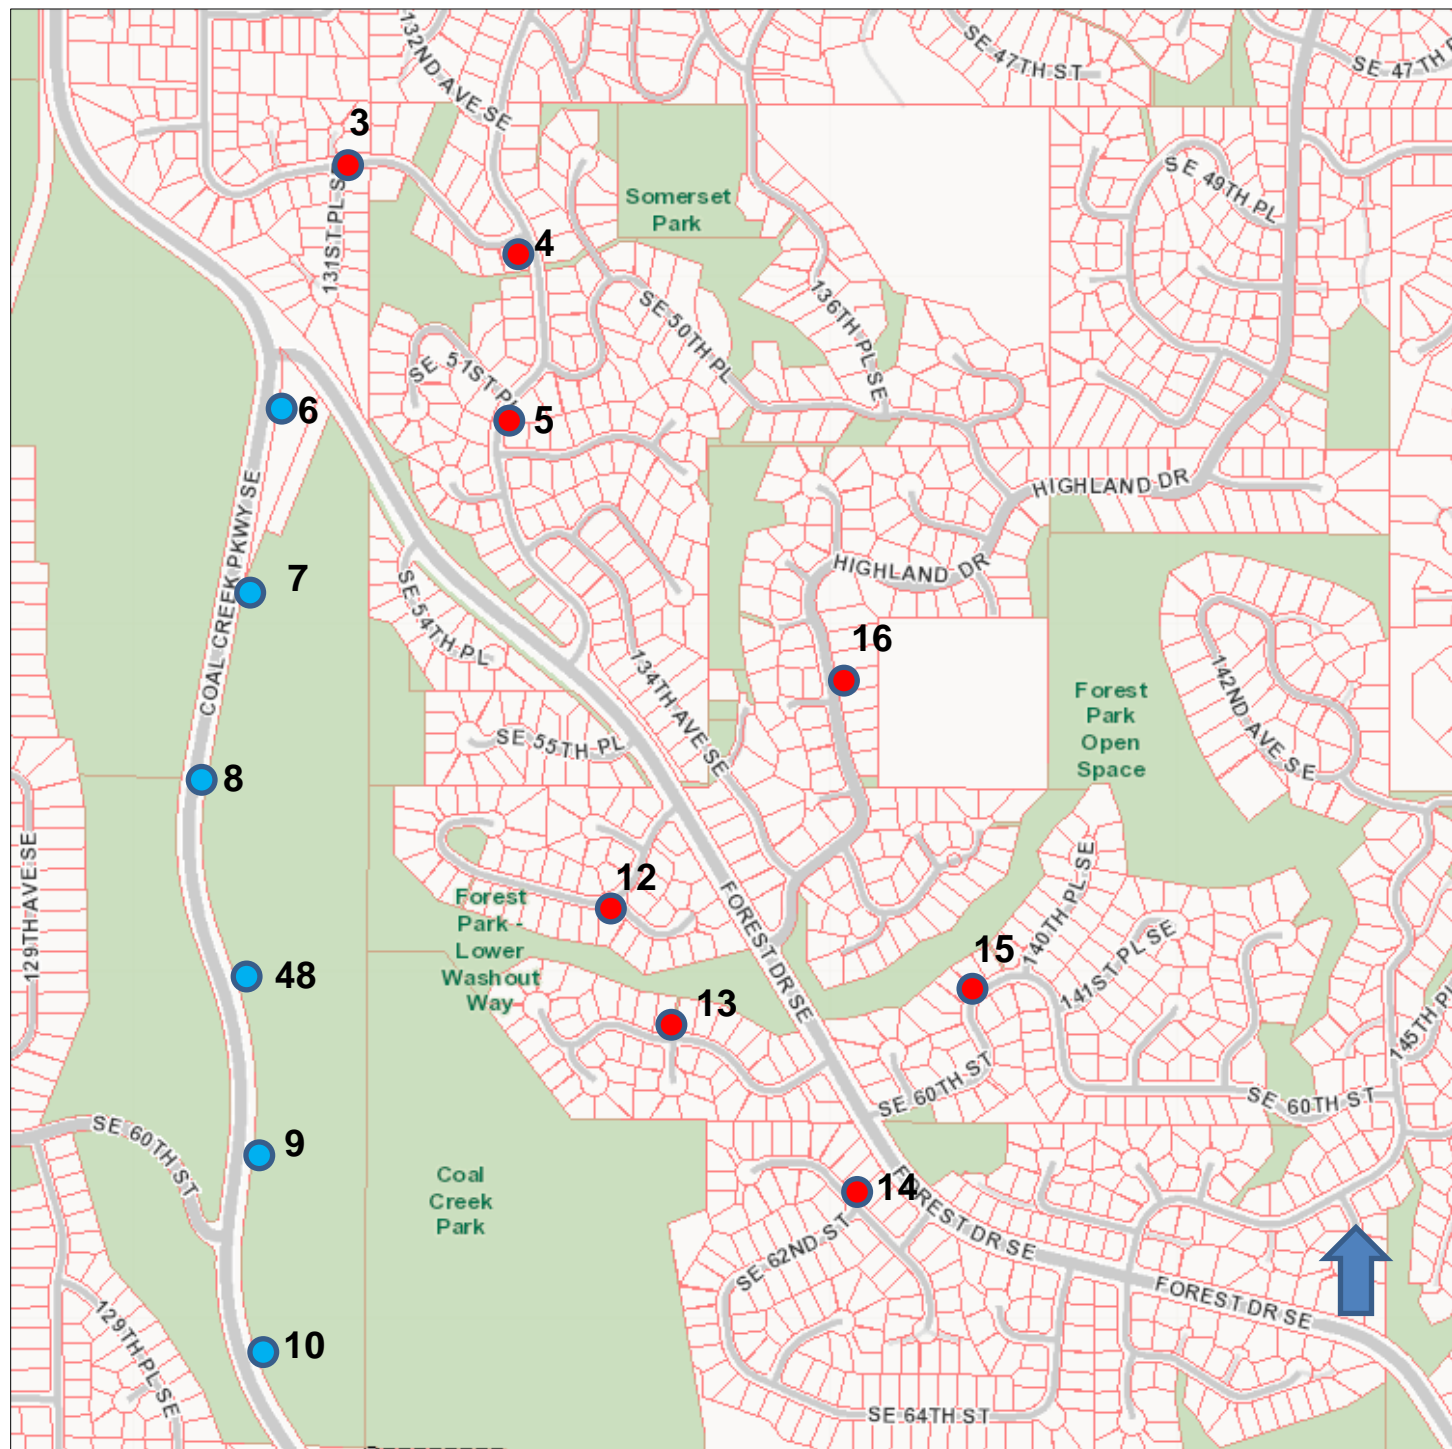 132ND AVE SE
SE 47TH ST
SE 47TH
3
SE 49TH PL
Somerset
Park
131ST PL S
4
SE 50TH PL
136TH PL SE
SE 51ST PL
5
6
HIGHLAND DR
COAL CREEK PKWY SE
7
SE 54TH PL
HIGHLAND DR
16
134TH AVE SE
142ND AVE SE
Forest
Park
Open
Space
SE 55TH PL
8
129TH AVE SE
12
Forest
Park -
Lower
Washout
Way
FOREST DR SE
140TH PL SE
15
141ST PL SE
48
13
145TH PL
SE 60TH ST
SE 60TH ST
SE 60TH ST
9
Coal
Creek
Park
14
FOREST DR SE
SE 62ND ST
FOREST DR SE
129TH PL SE
10
SE 64TH ST